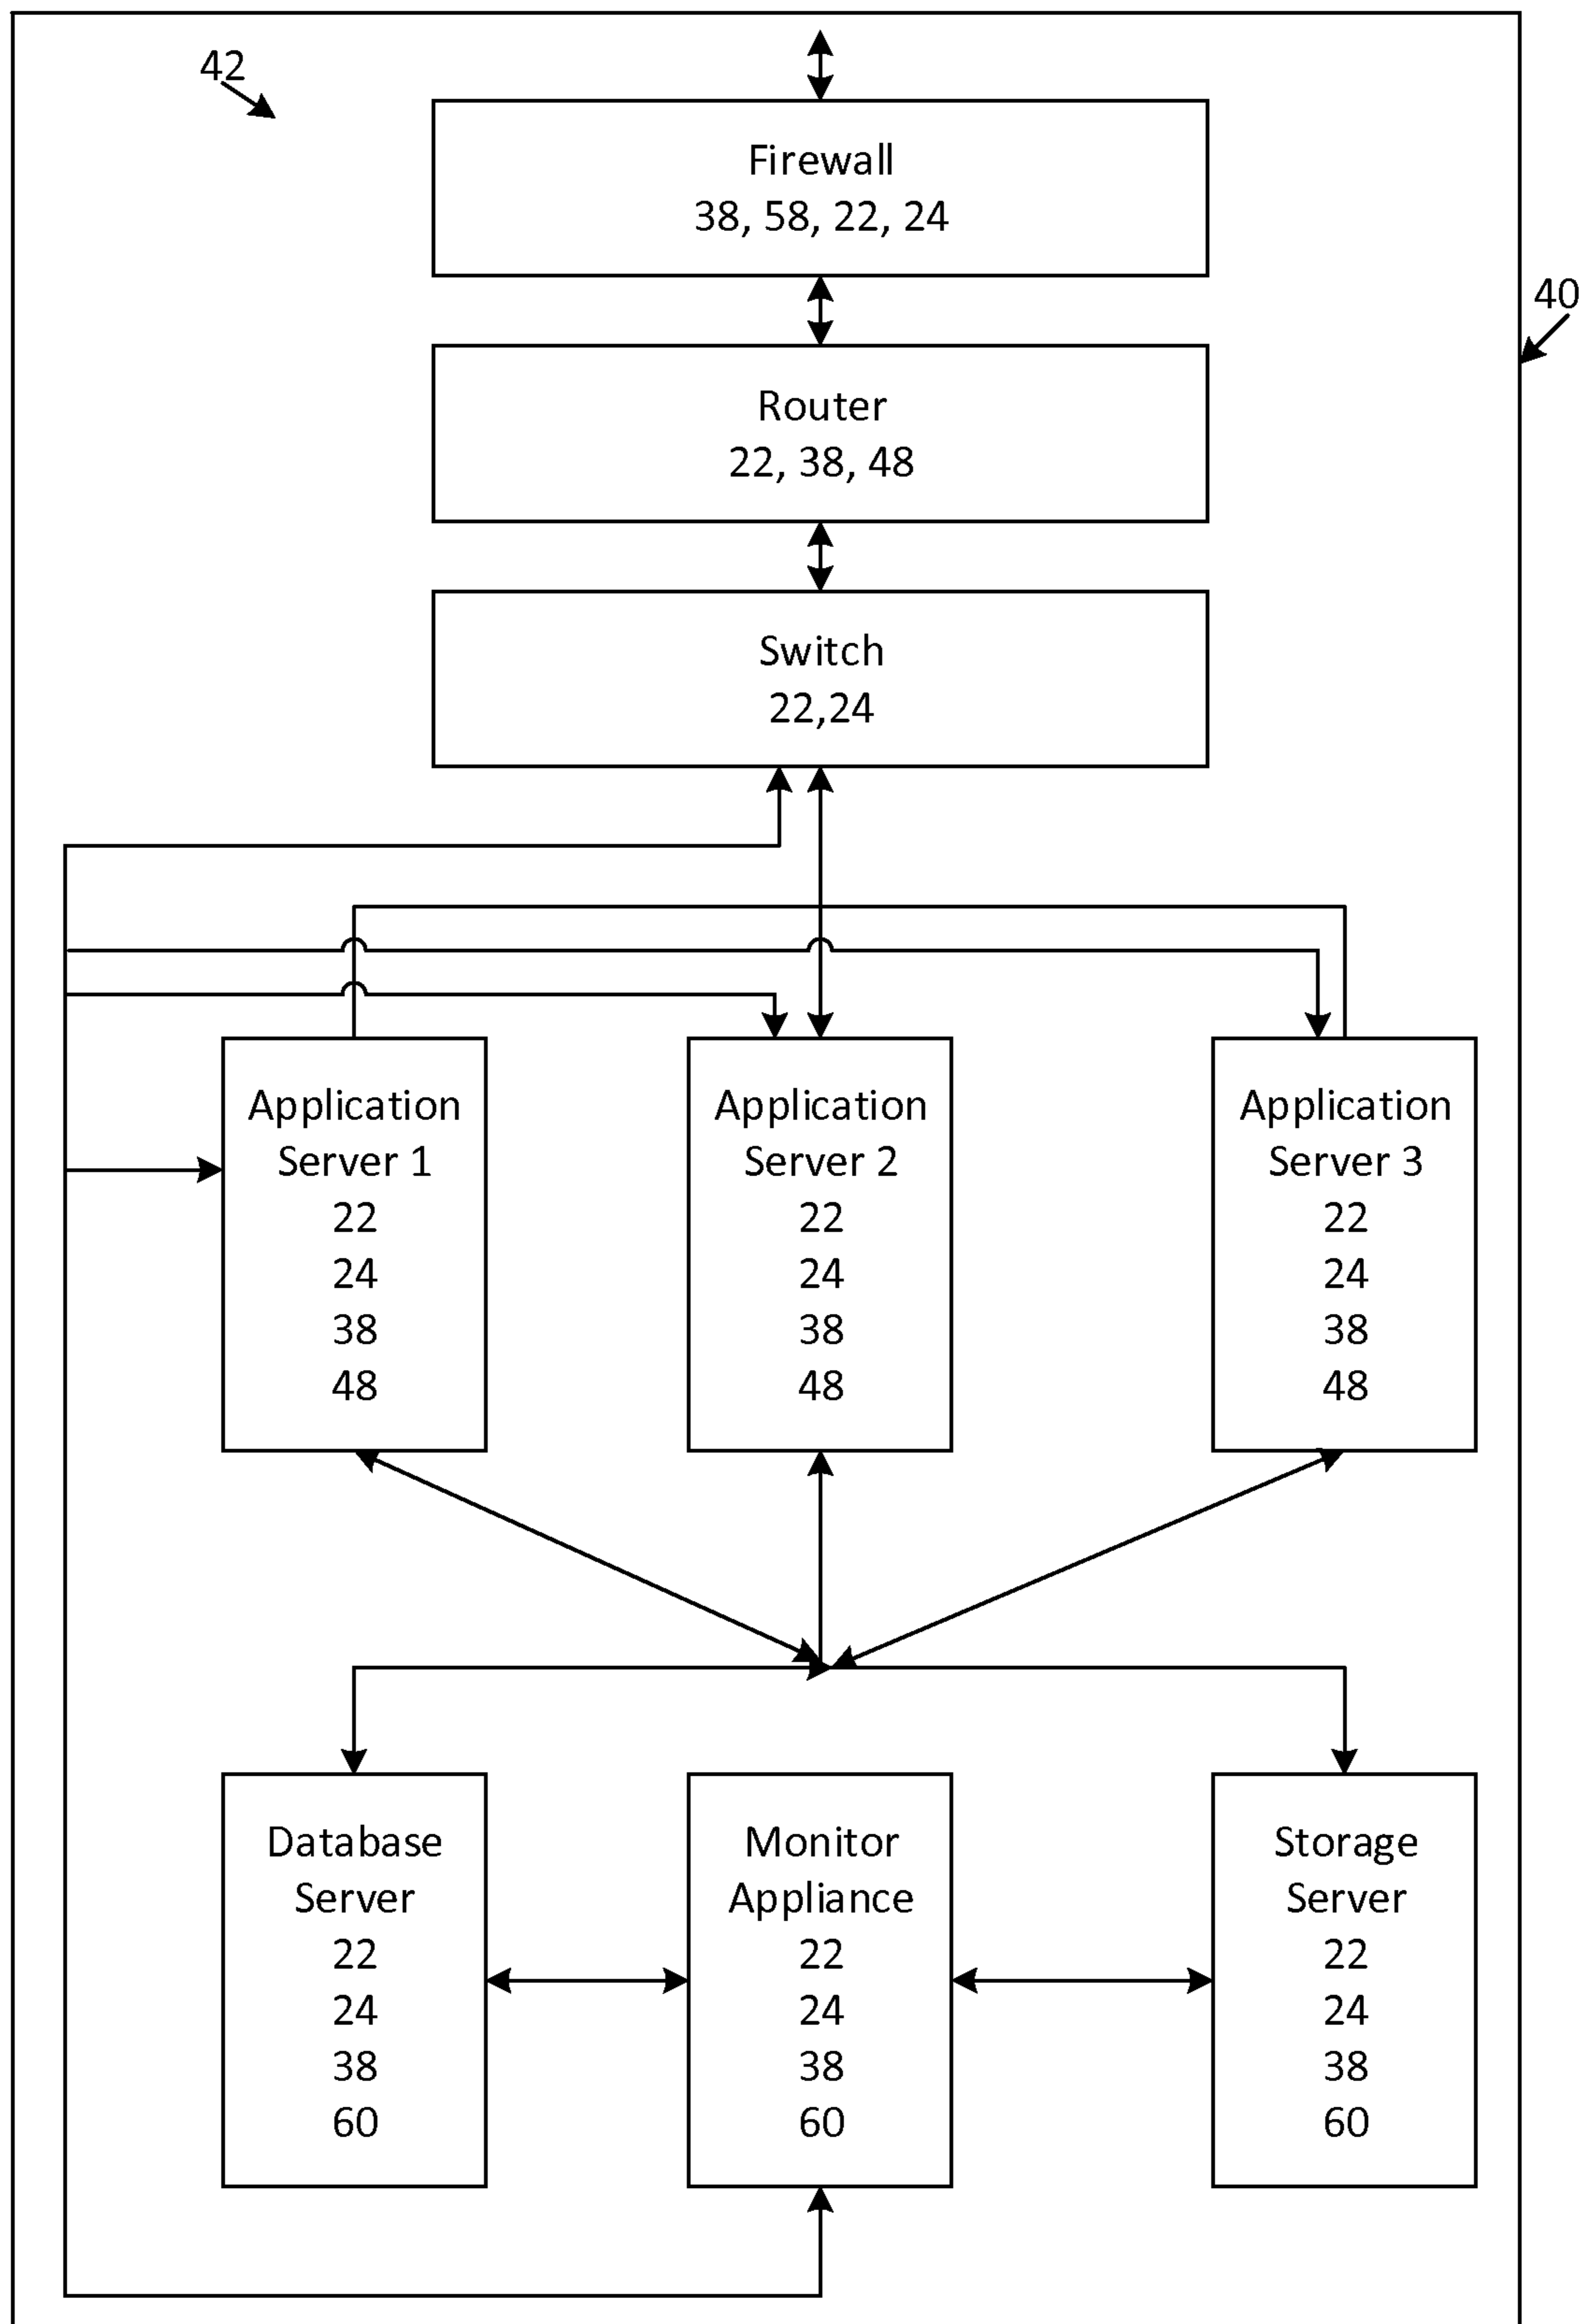 42
Firewall
38, 58, 22, 24
40
Router
22, 38, 48
Switch
22,24
Application
Server 1
22
24
38
48
Application
Server 2
22
24
38
48
Application
Server 3
22
24
38
48
Database
Server
22
24
38
60
Monitor
Appliance
22
24
38
60
Storage
Server
22
24
38
60